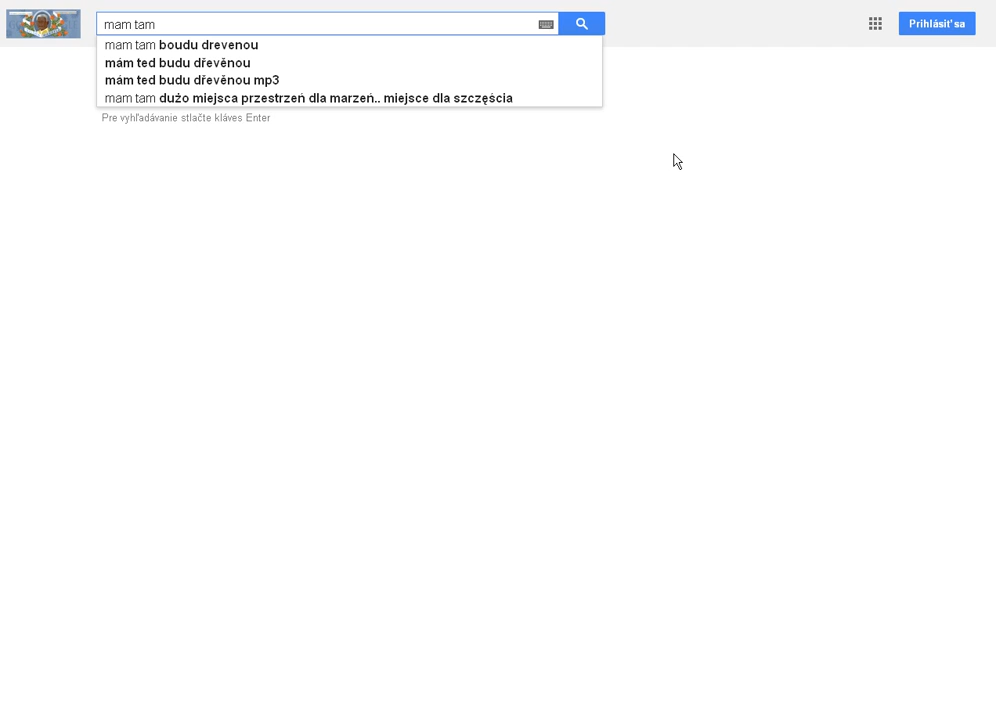 mam tam
mam tam boudu drevenou
mám ted budu dřevěnou
mám ted budu dřevěnou mp3
mam tam dużo miejsca przestrzeń dla marzeń.. miejsce dla szczęścia
Pre vyhľadávanie stlačte kláves Enter
Prihlásiť sa